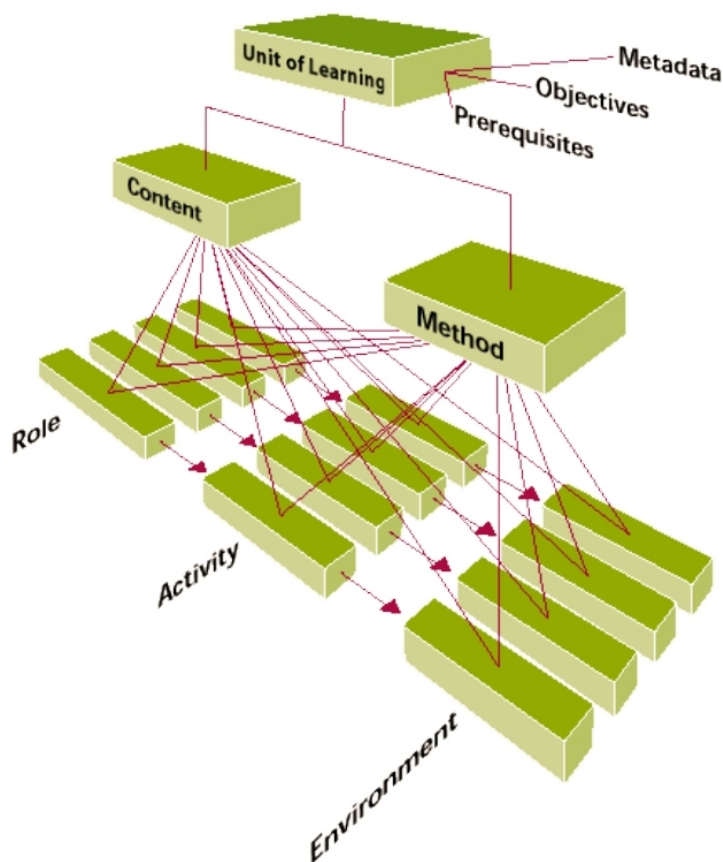 Unit of Learning
Metadata
Objectives
Prerequisites
Content
Method
Role
Activity
Environment